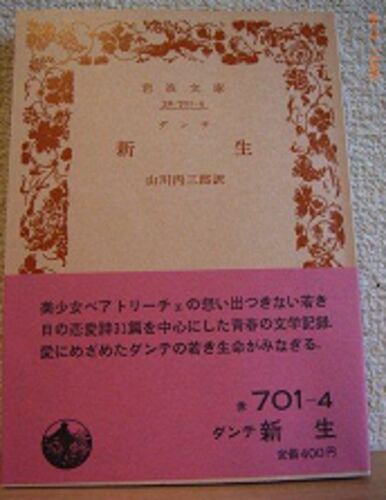 岩波文庫
ダンテ
新生
山川丙三郎訳
美少女ベアトリーチェの想い出つきない若き
日の恋愛詩31篇を中心にした青春の文学記録.
愛にめざめたダンテの若き生命がみなぎる.
赤 701-4
ダンテ 新生
定価400円